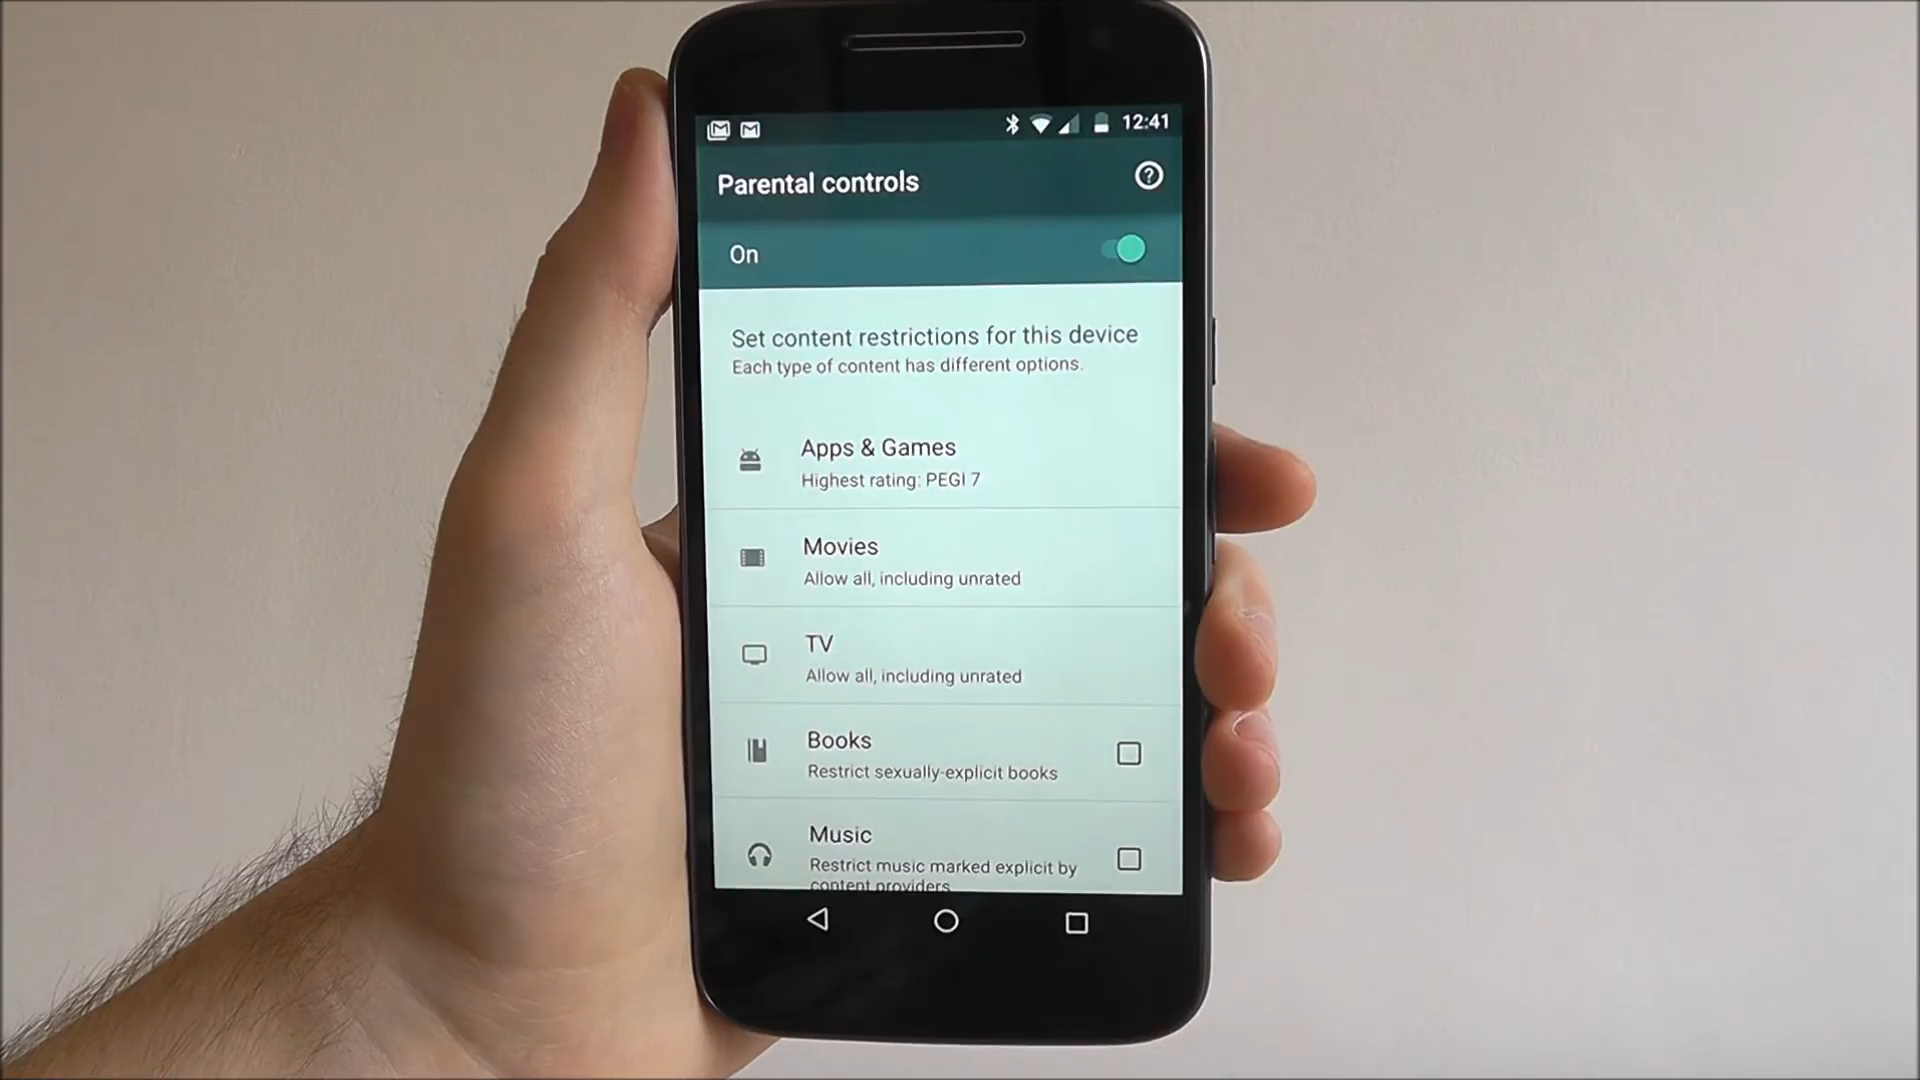 12:41
Parental controls
On
Set content restrictions for this device
Each type of content has different options.
Apps & Games
Highest rating: PEGI 7
Movies
Allow all, including unrated
TV
Allow all, including unrated
Books
Restrict sexually-explicit books
Music
Restrict music marked explicit by
content providers